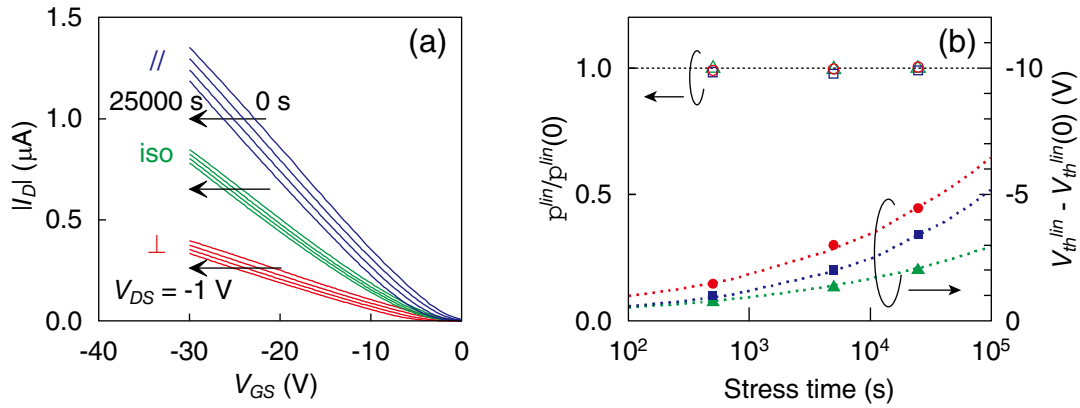 (a)
1.5
1.0
0.5
0.0
|I_D| (μA)
//
25000 s 0 s
iso
⊥
V_DS = -1 V
-40 -30 -20 -10 0
V_GS (V)
(b)
1.0
0.5
0.0
p^lin/p^lin(0)
-10
-5
0
V_th^lin - V_th^lin(0) (V)
10^2 10^3 10^4 10^5
Stress time (s)